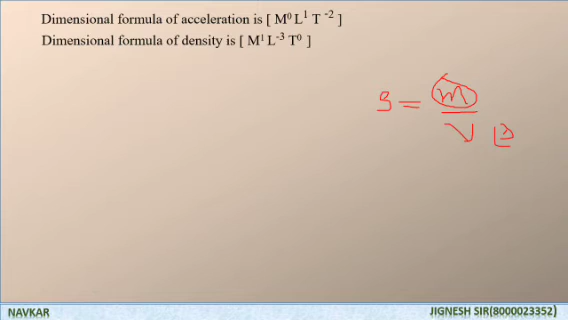 Dimensional formula of acceleration is [ M⁰ L¹ T ⁻² ]
Dimensional formula of density is [ M¹ L⁻³ T⁰ ]
ρ = m
V L³
NAVKAR
JIGNESH SIR(8000023352)